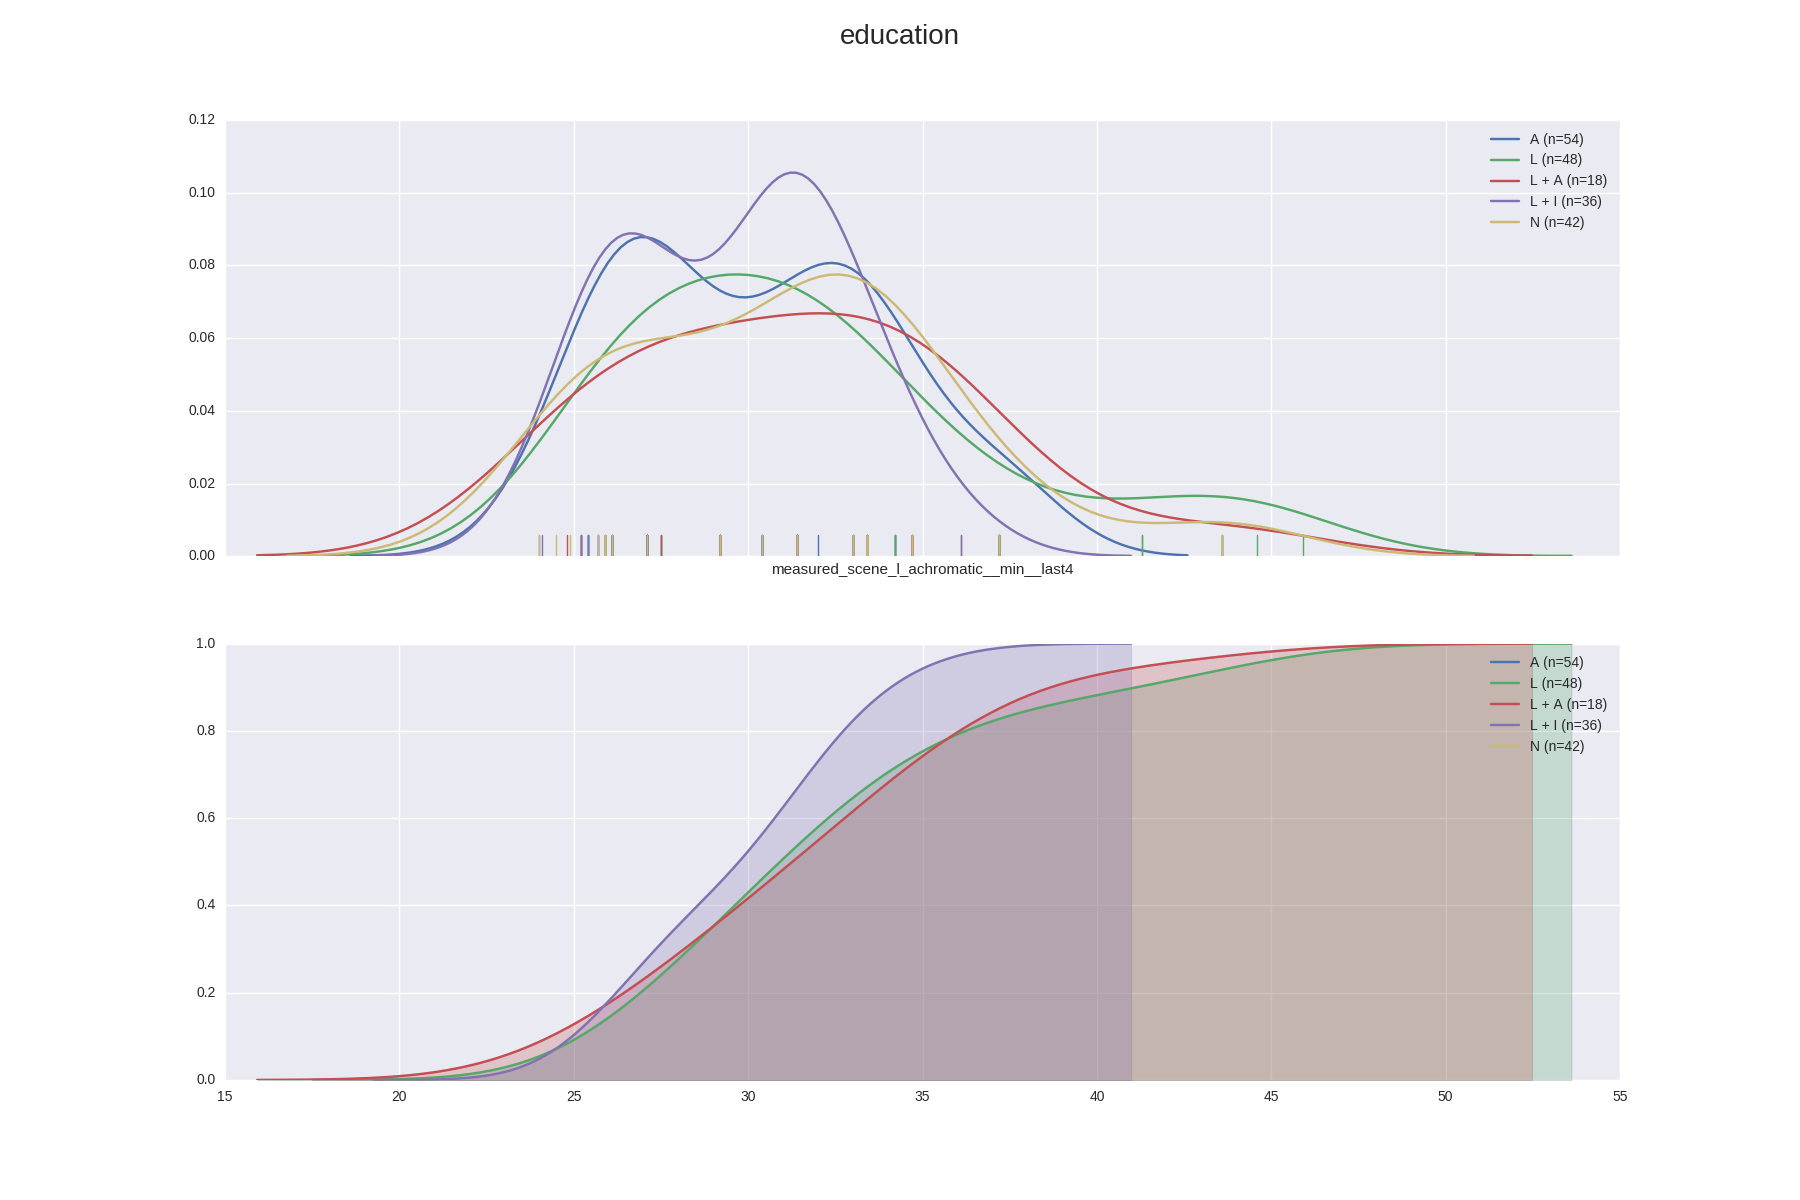 education
0.12
0.10
0.08
0.06
0.04
0.02
0.00
A (n=54)
L (n=48)
L + A (n=18)
L + I (n=36)
N (n=42)
measured_scene_l_achromatic__min__last4
1.0
0.8
0.6
0.4
0.2
0.0
A (n=54)
L (n=48)
L + A (n=18)
L + I (n=36)
N (n=42)
15 20 25 30 35 40 45 50 55